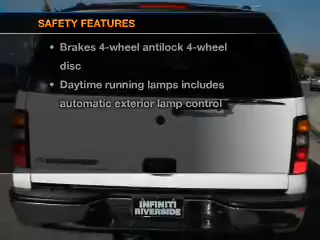 SAFETY FEATURES
• Brakes 4-wheel antilock 4-wheel
disc
• Daytime running lamps includes
automatic exterior lamp control
INFINITI
RIVERSIDE